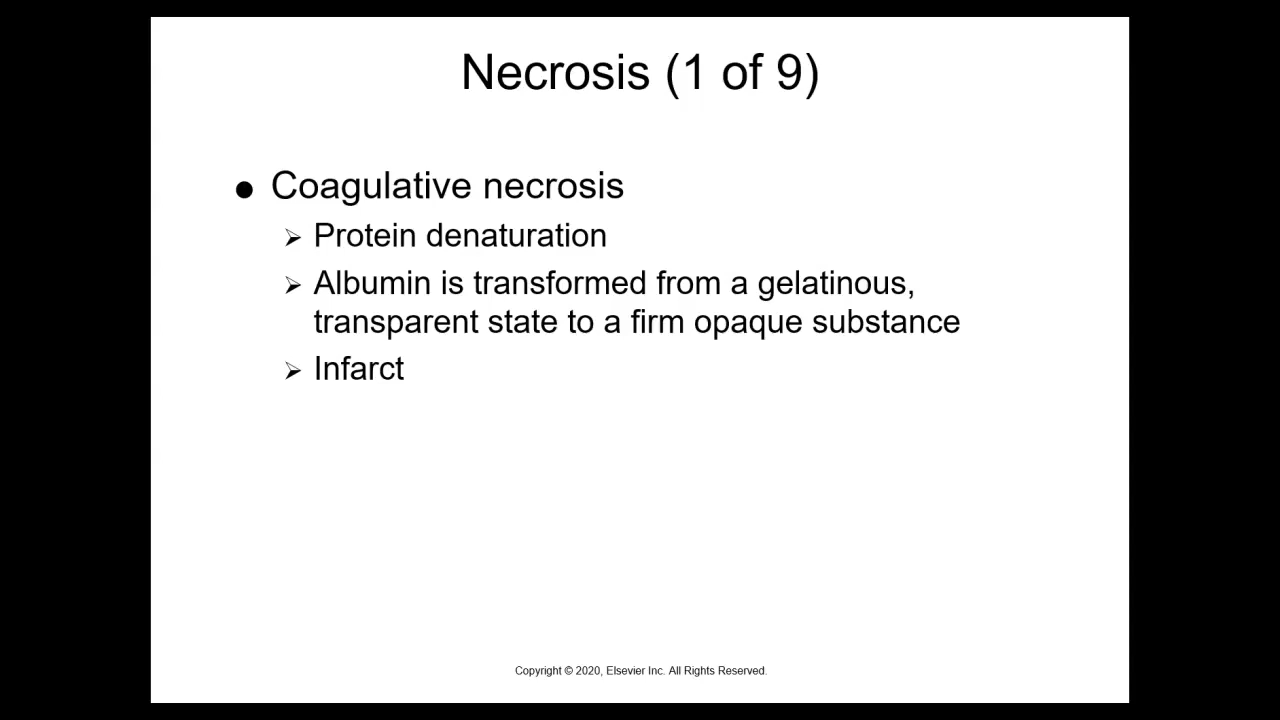 Necrosis (1 of 9)
● Coagulative necrosis
➢ Protein denaturation
➢ Albumin is transformed from a gelatinous,
transparent state to a firm opaque substance
➢ Infarct
Copyright © 2020, Elsevier Inc. All Rights Reserved.